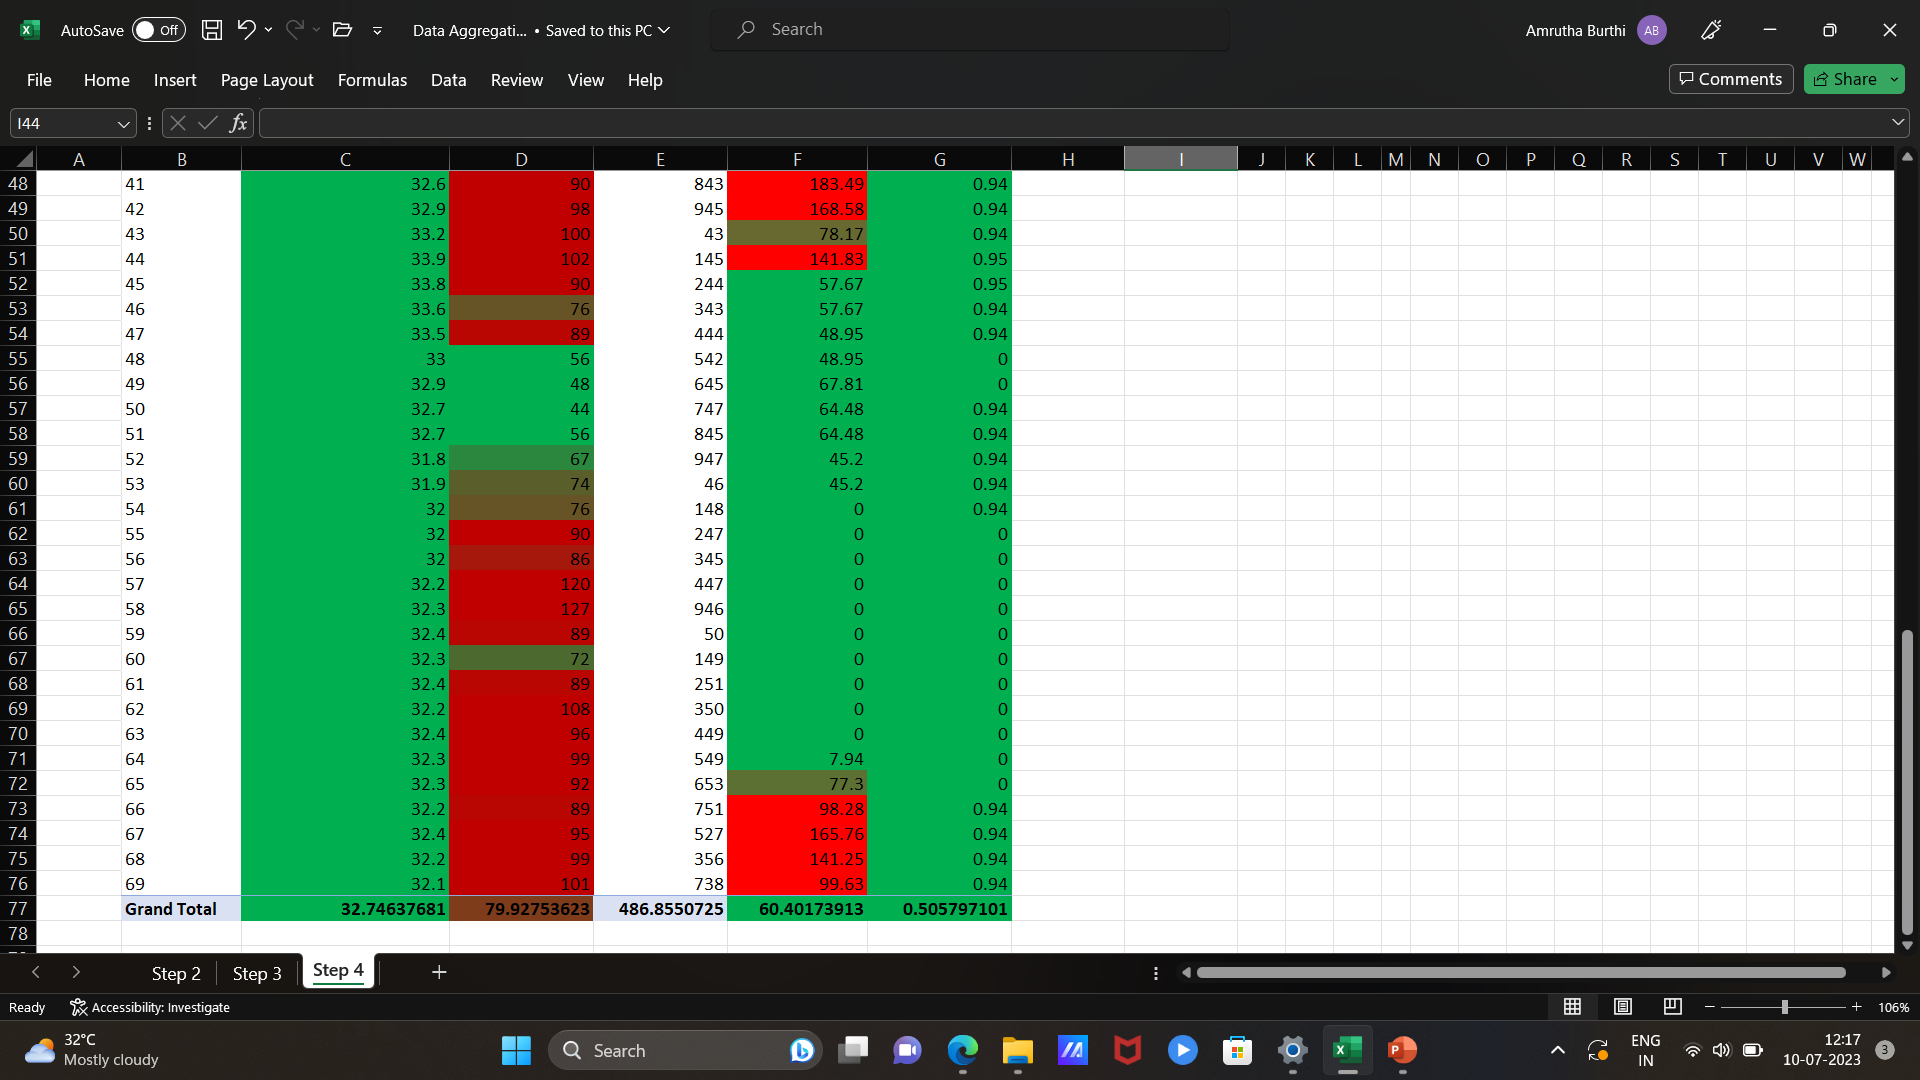 AutoSave Off Data Aggregati... • Saved to this PC Search Amrutha Burthi AB
File Home Insert Page Layout Formulas Data Review View Help Comments Share
I44 fx
A B C D E F G H I J K L M N O P Q R S T U V W
48 41 32.6 90 843 183.49 0.94
49 42 32.9 98 945 168.58 0.94
50 43 33.2 100 43 78.17 0.94
51 44 33.9 102 145 141.83 0.95
52 45 33.8 90 244 57.67 0.95
53 46 33.6 76 343 57.67 0.94
54 47 33.5 89 444 48.95 0.94
55 48 33 56 542 48.95 0
56 49 32.9 48 645 67.81 0
57 50 32.7 44 747 64.48 0.94
58 51 32.7 56 845 64.48 0.94
59 52 31.8 67 947 45.2 0.94
60 53 31.9 74 46 45.2 0.94
61 54 32 76 148 0 0.94
62 55 32 90 247 0 0
63 56 32 86 345 0 0
64 57 32.2 120 447 0 0
65 58 32.3 127 946 0 0
66 59 32.4 89 50 0 0
67 60 32.3 72 149 0 0
68 61 32.4 89 251 0 0
69 62 32.2 108 350 0 0
70 63 32.4 96 449 0 0
71 64 32.3 99 549 7.94 0
72 65 32.3 92 653 77.3 0
73 66 32.2 89 751 98.28 0.94
74 67 32.4 95 527 165.76 0.94
75 68 32.2 99 356 141.25 0.94
76 69 32.1 101 738 99.63 0.94
77 Grand Total 32.74637681 79.92753623 486.8550725 60.40173913 0.505797101
78
Step 2 Step 3 Step 4
Ready Accessibility: Investigate 106%
32°C
Mostly cloudy
Search
ENG
IN
12:17
10-07-2023
3